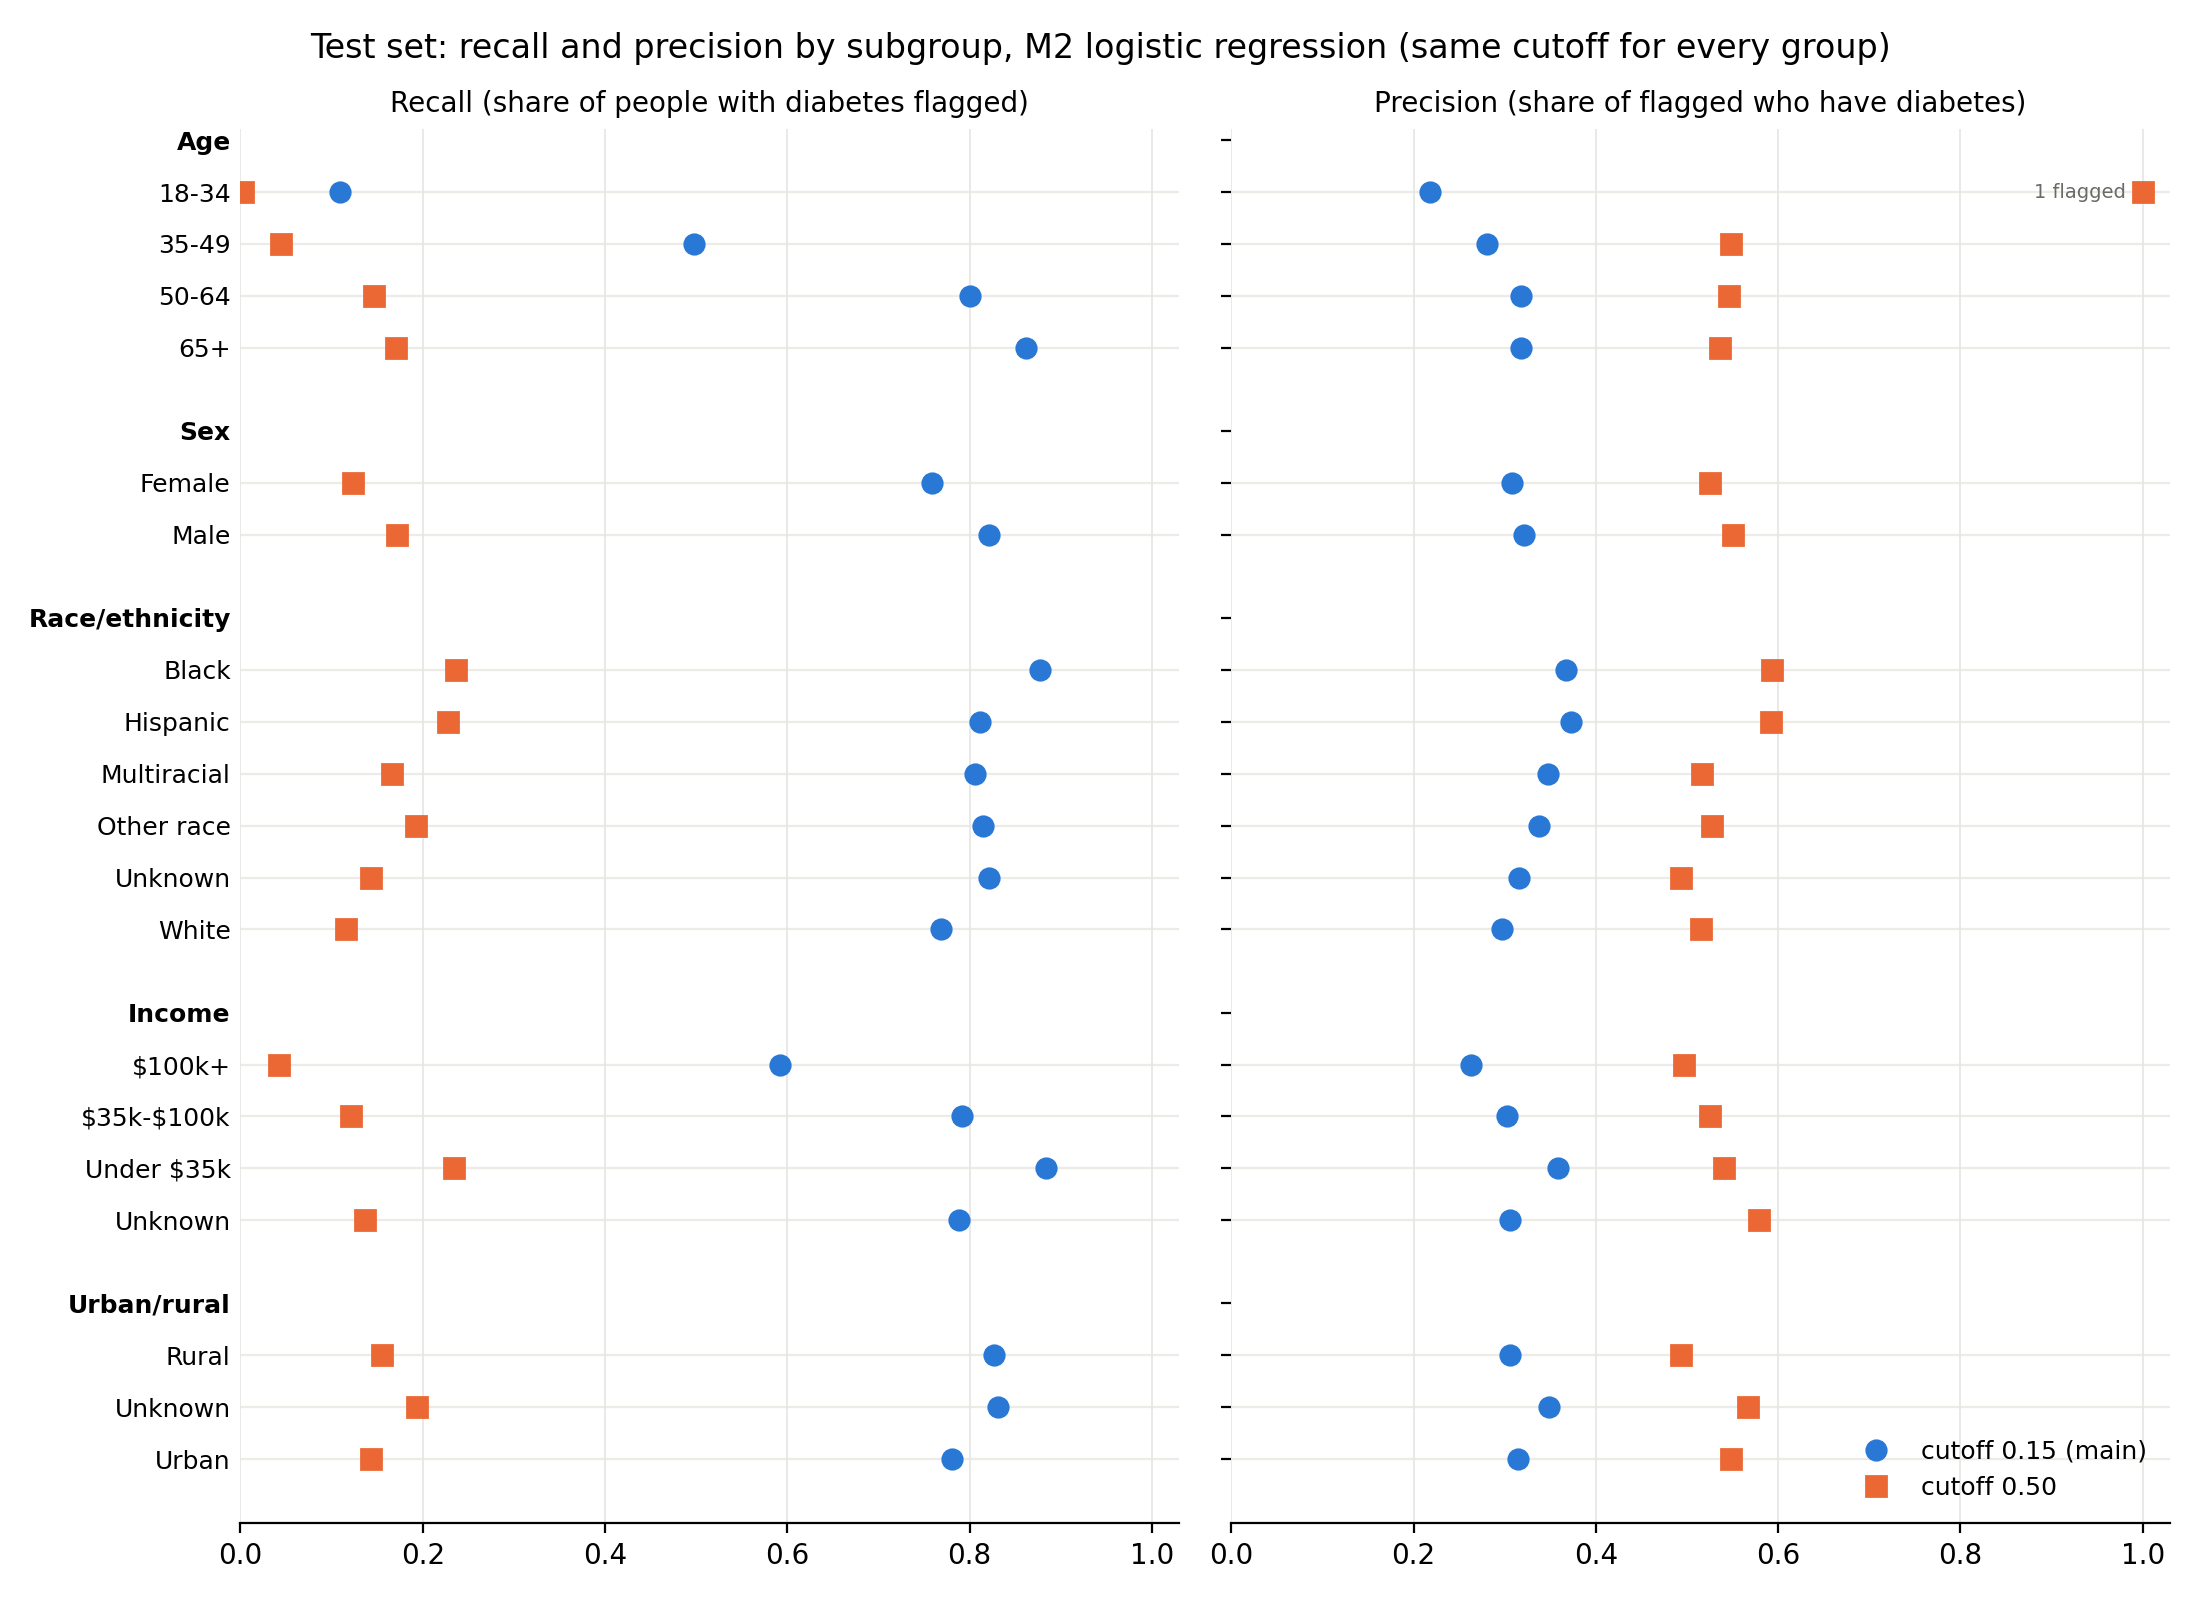 Test set: recall and precision by subgroup, M2 logistic regression (same cutoff for every group)
Recall (share of people with diabetes flagged)
Precision (share of flagged who have diabetes)
Age
18-34
1 flagged
35-49
50-64
65+
Sex
Female
Male
Race/ethnicity
Black
Hispanic
Multiracial
Other race
Unknown
White
Income
$100k+
$35k-$100k
Under $35k
Unknown
Urban/rural
Rural
Unknown
Urban
cutoff 0.15 (main)
cutoff 0.50
0.0 0.2 0.4 0.6 0.8 1.0
0.0 0.2 0.4 0.6 0.8 1.0